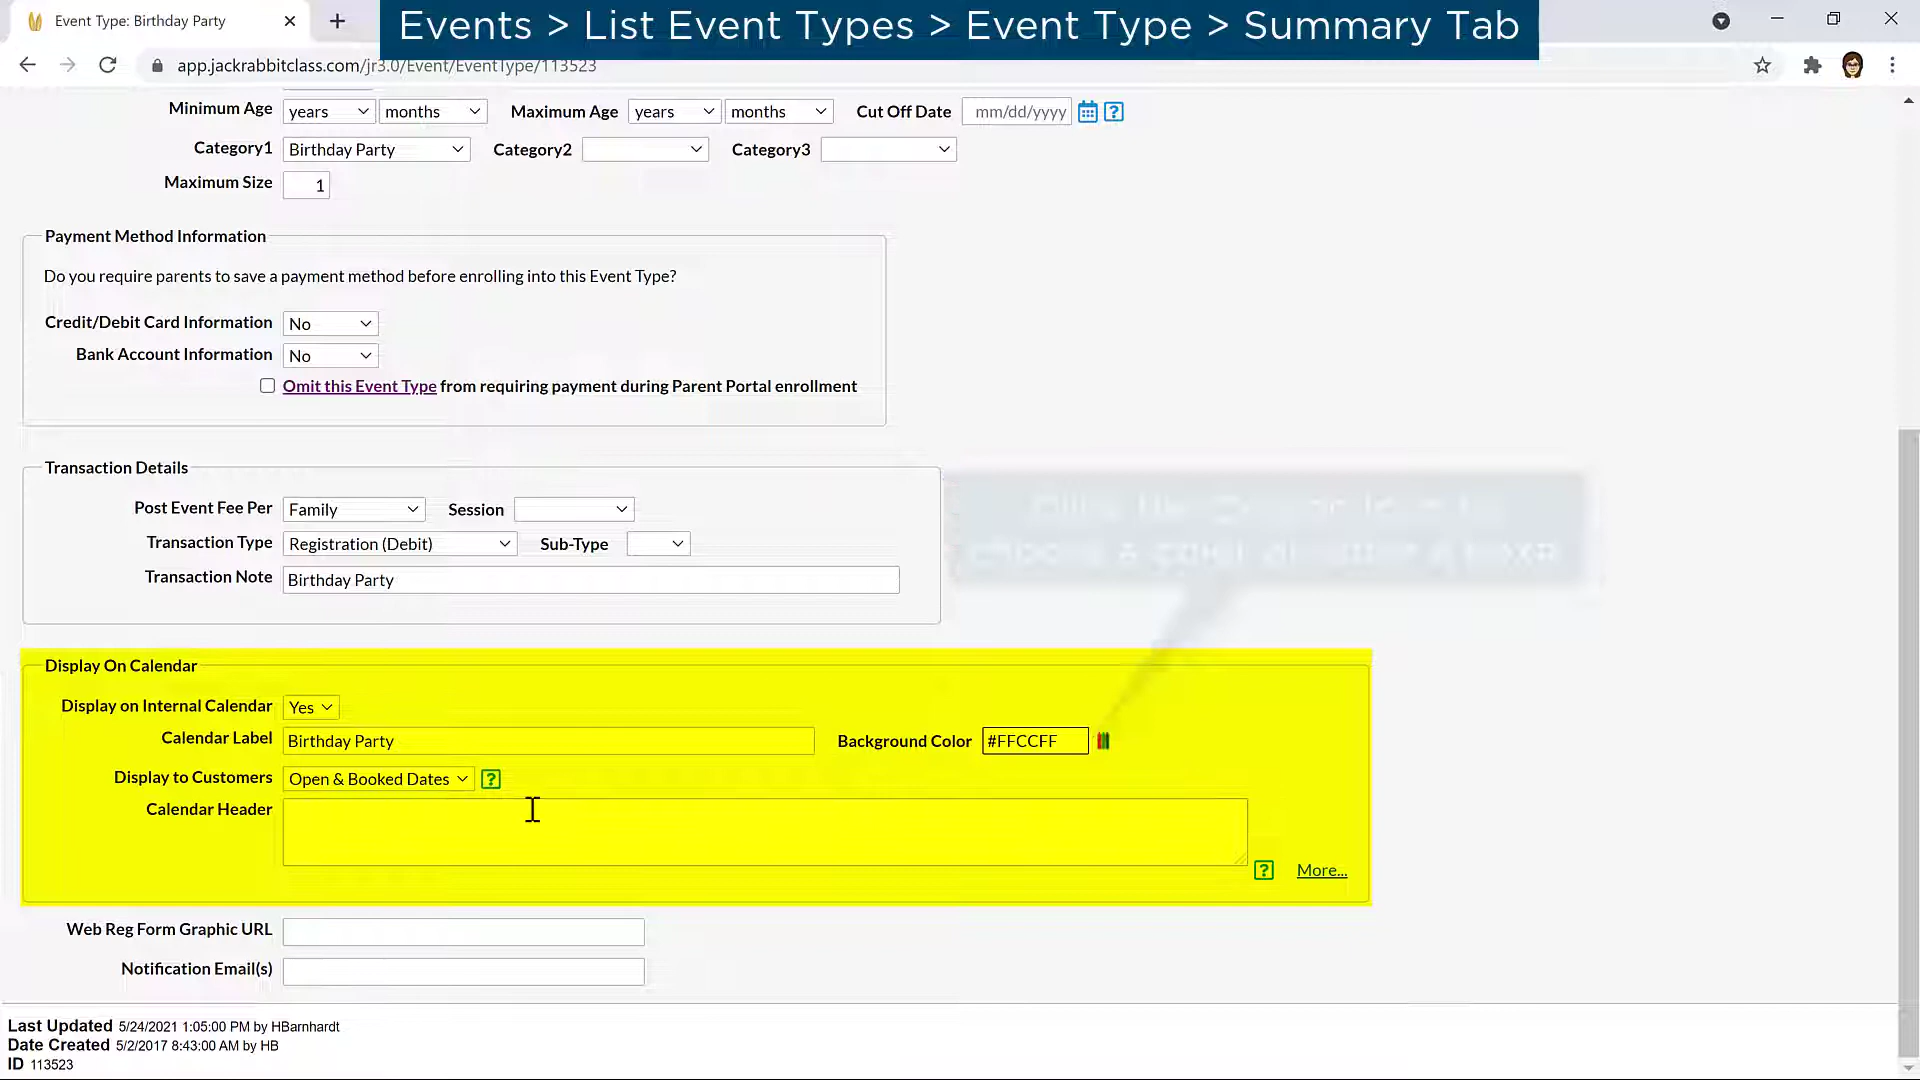 Event Type: Birthday Party
Events > List Event Types > Event Type > Summary Tab
app.jackrabbitclass.com/jr3.0/Event/EventType/113523
Minimum Age years months Maximum Age years months Cut Off Date mm/dd/yyyy ?
Category1 Birthday Party Category2 Category3
Maximum Size 1
Payment Method Information
Do you require parents to save a payment method before enrolling into this Event Type?
Credit/Debit Card Information No
Bank Account Information No
Omit this Event Type from requiring payment during Parent Portal enrollment
Transaction Details
Post Event Fee Per Family Session
Transaction Type Registration (Debit) Sub-Type
Transaction Note Birthday Party
Display On Calendar
Display on Internal Calendar Yes
Calendar Label Birthday Party Background Color #FFCCFF
Display to Customers Open & Booked Dates ?
Calendar Header
? More...
Web Reg Form Graphic URL
Notification Email(s)
Last Updated 5/24/2021 1:05:00 PM by HBarnhardt
Date Created 5/2/2017 8:43:00 AM by HB
ID 113523